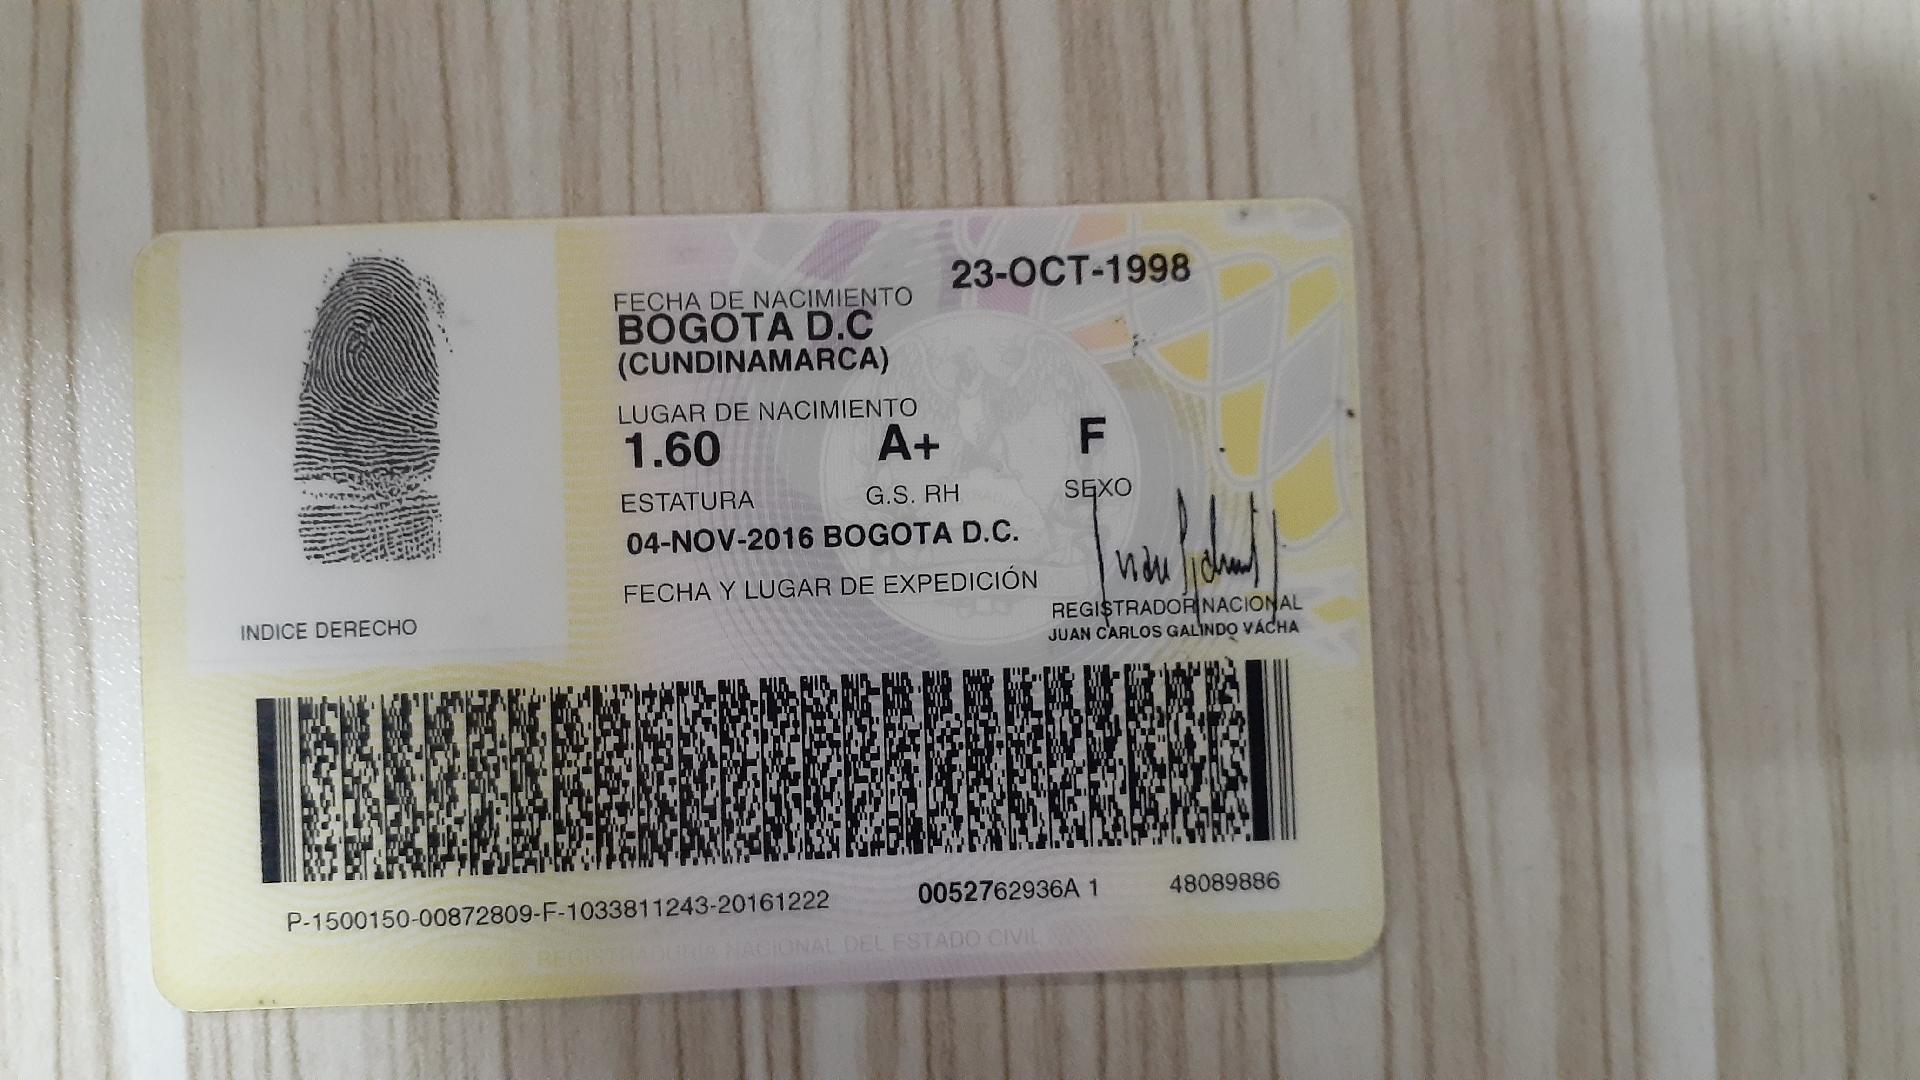 23-OCT-1998
FECHA DE NACIMIENTO
BOGOTA D.C
(CUNDINAMARCA)
LUGAR DE NACIMIENTO
1.60 A+ F
ESTATURA G.S. RH SEXO
04-NOV-2016 BOGOTA D.C.
FECHA Y LUGAR DE EXPEDICIÓN
REGISTRADOR NACIONAL
JUAN CARLOS GALINDO VÁCHA
INDICE DERECHO
P-1500150-00872809-F-1033811243-20161222 0052762936A 1 48089886
REGISTRADURIA NACIONAL DEL ESTADO CIVIL